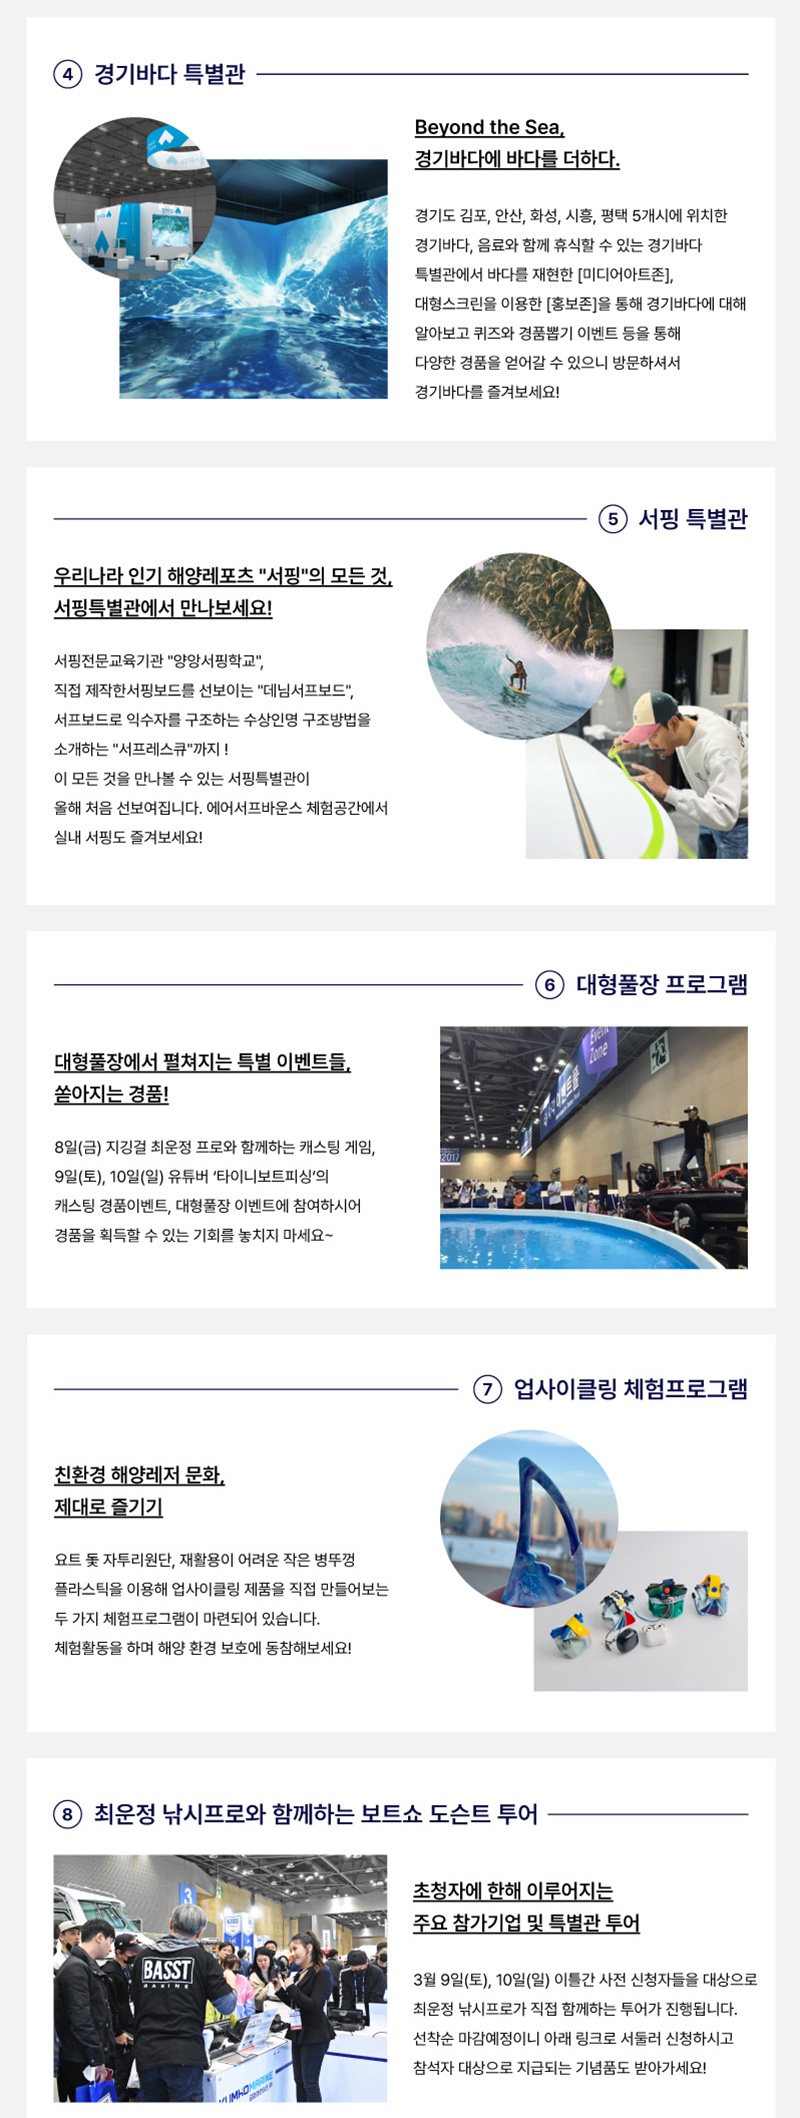 4 경기바다 특별관
Beyond the Sea,
경기바다에 바다를 더하다.
경기도 김포, 안산, 화성, 시흥, 평택 5개시에 위치한
경기바다, 음료와 함께 휴식할 수 있는 경기바다
특별관에서 바다를 재현한 [미디어아트존],
대형스크린을 이용한 [홍보존]을 통해 경기바다에 대해
알아보고 퀴즈와 경품뽑기 이벤트 등을 통해
다양한 경품을 얻어갈 수 있으니 방문하셔서
경기바다를 즐겨보세요!
5 서핑 특별관
우리나라 인기 해양레포츠 "서핑"의 모든 것,
서핑특별관에서 만나보세요!
서핑전문교육기관 "양앙서핑학교",
직접 제작한서핑보드를 선보이는 "데님서프보드",
서프보드로 익수자를 구조하는 수상인명 구조방법을
소개하는 "서프레스큐"까지 !
이 모든 것을 만나볼 수 있는 서핑특별관이
올해 처음 선보여집니다. 에어서프바운스 체험공간에서
실내 서핑도 즐겨보세요!
6 대형풀장 프로그램
대형풀장에서 펼쳐지는 특별 이벤트들,
쏟아지는 경품!
8일(금) 지깅걸 최운정 프로와 함께하는 캐스팅 게임,
9일(토), 10일(일) 유튜버 ‘타이니보트피싱’의
캐스팅 경품이벤트, 대형풀장 이벤트에 참여하시어
경품을 획득할 수 있는 기회를 놓치지 마세요~
Event
Zone
이벤트홀
2017
7 업사이클링 체험프로그램
친환경 해양레저 문화,
제대로 즐기기
요트 돛 자투리원단, 재활용이 어려운 작은 병뚜껑
플라스틱을 이용해 업사이클링 제품을 직접 만들어보는
두 가지 체험프로그램이 마련되어 있습니다.
체험활동을 하며 해양 환경 보호에 동참해보세요!
8 최운정 낚시프로와 함께하는 보트쇼 도슨트 투어
3
BASST
MARINE
KUMHOMARINE
초청자에 한해 이루어지는
주요 참가기업 및 특별관 투어
3월 9일(토), 10일(일) 이틀간 사전 신청자들을 대상으로
최운정 낚시프로가 직접 함께하는 투어가 진행됩니다.
선착순 마감예정이니 아래 링크로 서둘러 신청하시고
참석자 대상으로 지급되는 기념품도 받아가세요!